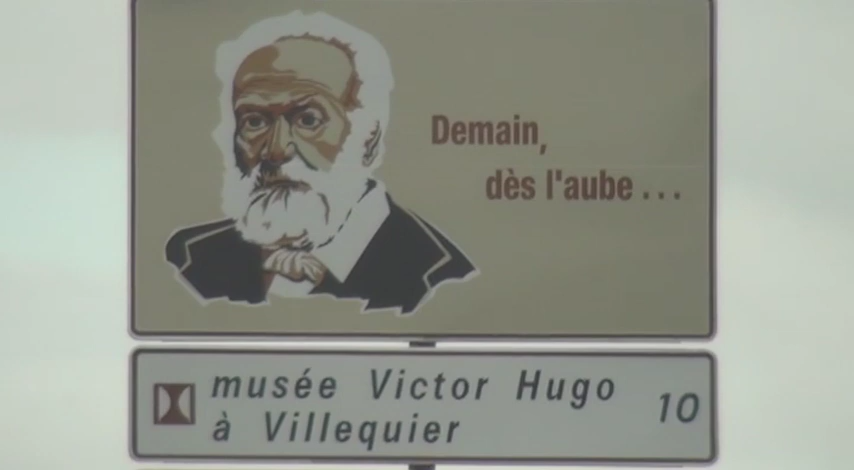 Demain,
dès l'aube...
musée Victor Hugo
à Villequier
10